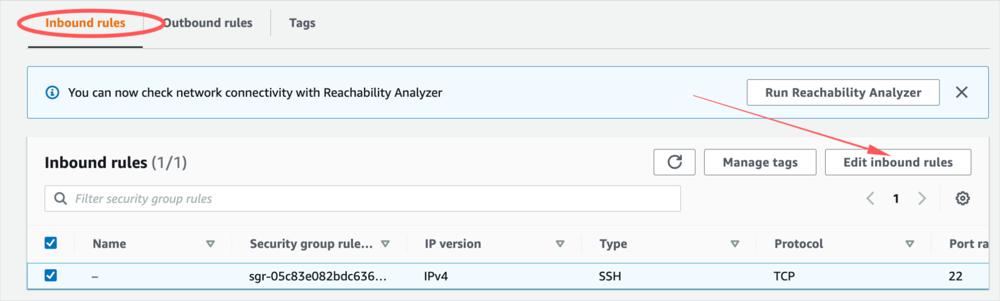 Inbound rules Outbound rules Tags
You can now check network connectivity with Reachability Analyzer Run Reachability Analyzer
Inbound rules (1/1) Manage tags Edit inbound rules
Filter security group rules 1
Name Security group rule... IP version Type Protocol Port ra
– sgr-05c83e082bdc636... IPv4 SSH TCP 22